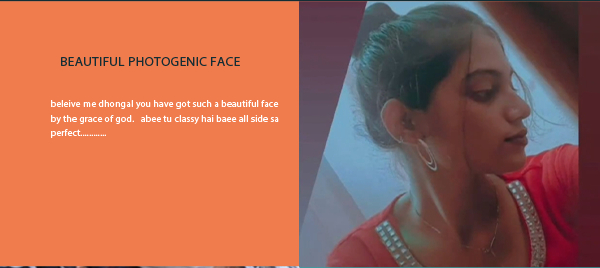 BEAUTIFUL PHOTOGENIC FACE
beleive me dhongal you have got such a beautiful face
by the grace of god.   abee tu classy hai baee all side sa
perfect............